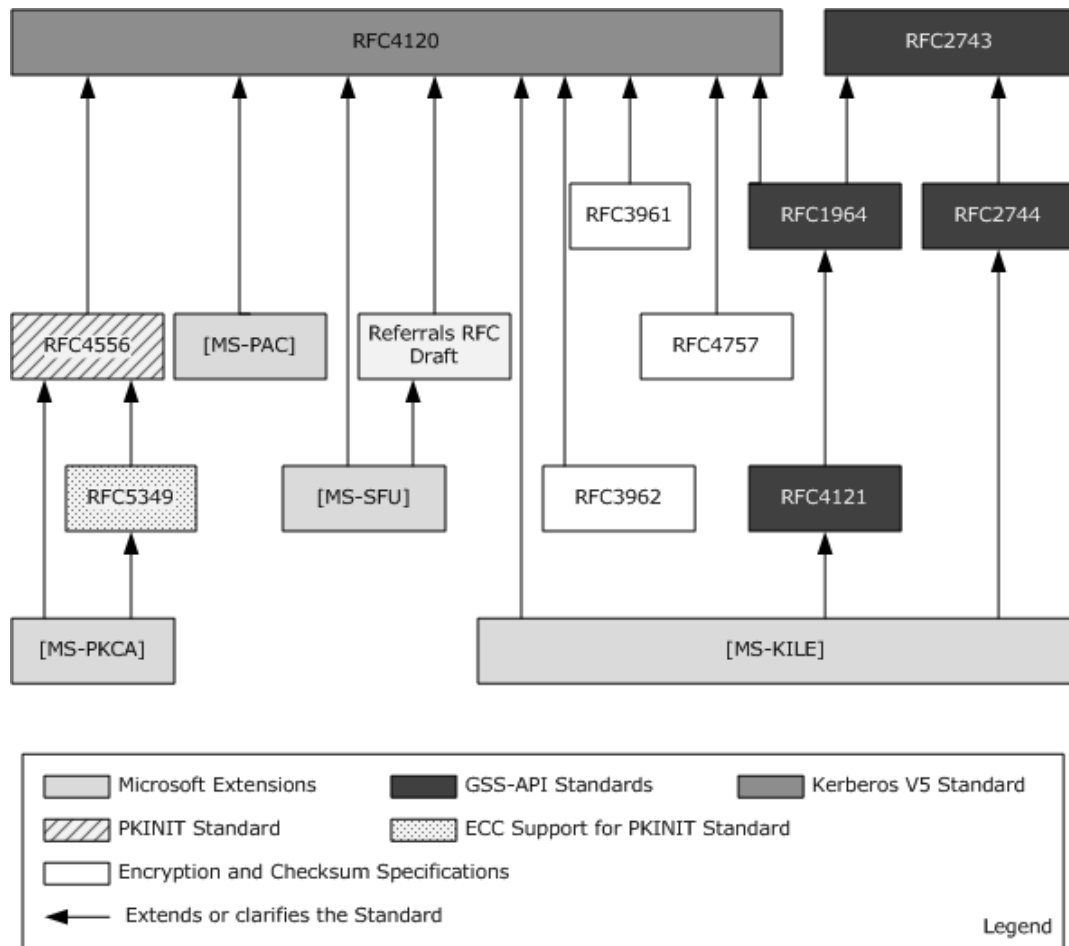 RFC4120
RFC2743
RFC3961
RFC1964
RFC2744
RFC4556
[MS-PAC]
Referrals RFC
Draft
RFC4757
RFC5349
[MS-SFU]
RFC3962
RFC4121
[MS-PKCA]
[MS-KILE]
Microsoft Extensions
GSS-API Standards
Kerberos V5 Standard
PKINIT Standard
ECC Support for PKINIT Standard
Encryption and Checksum Specifications
Extends or clarifies the Standard
Legend